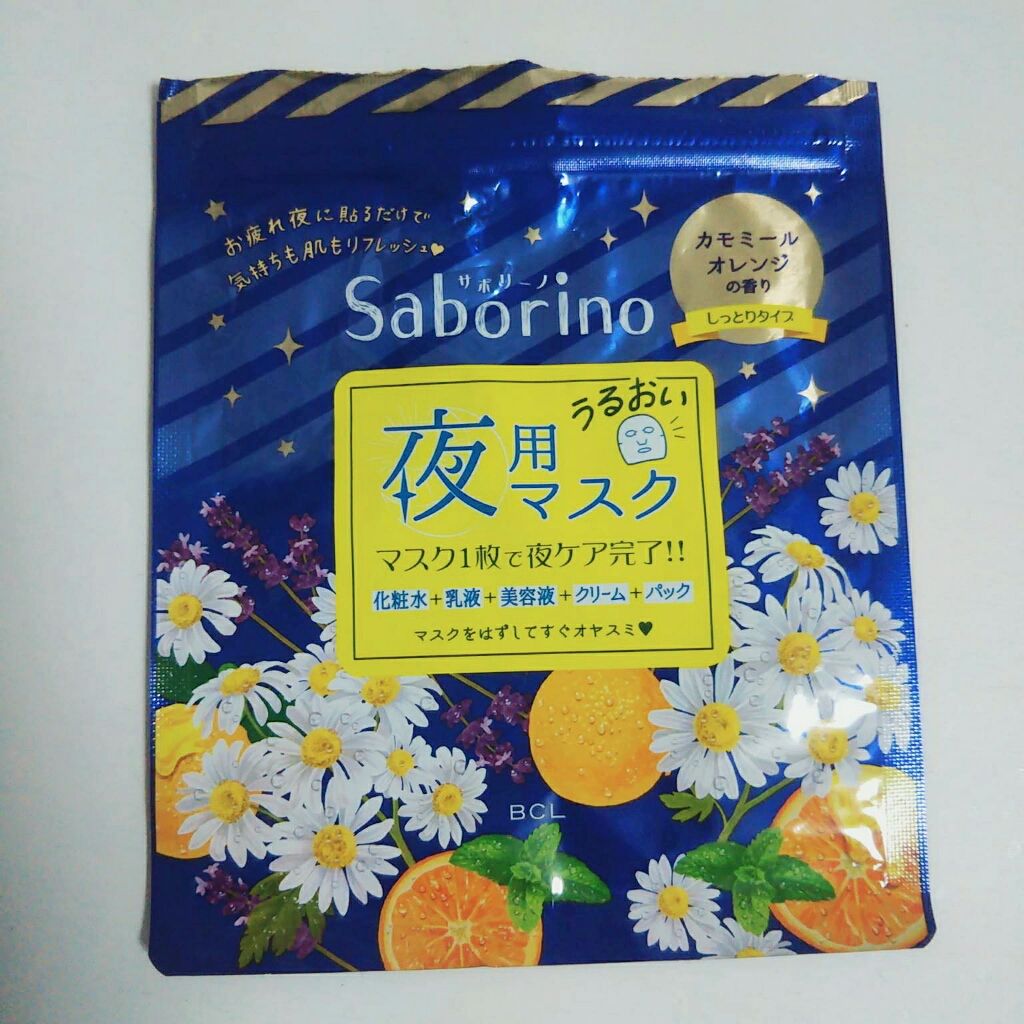 お疲れ夜に貼るだけで
気持ちも肌もリフレッシュ♥
サボリーノ
Saborino
カモミール
オレンジ
の香り
しっとりタイプ
うるおい
夜用
マスク
マスク1枚で夜ケア完了!!
化粧水+乳液+美容液+クリーム+パック
マスクをはずしてすぐオヤスミ♥
BCL